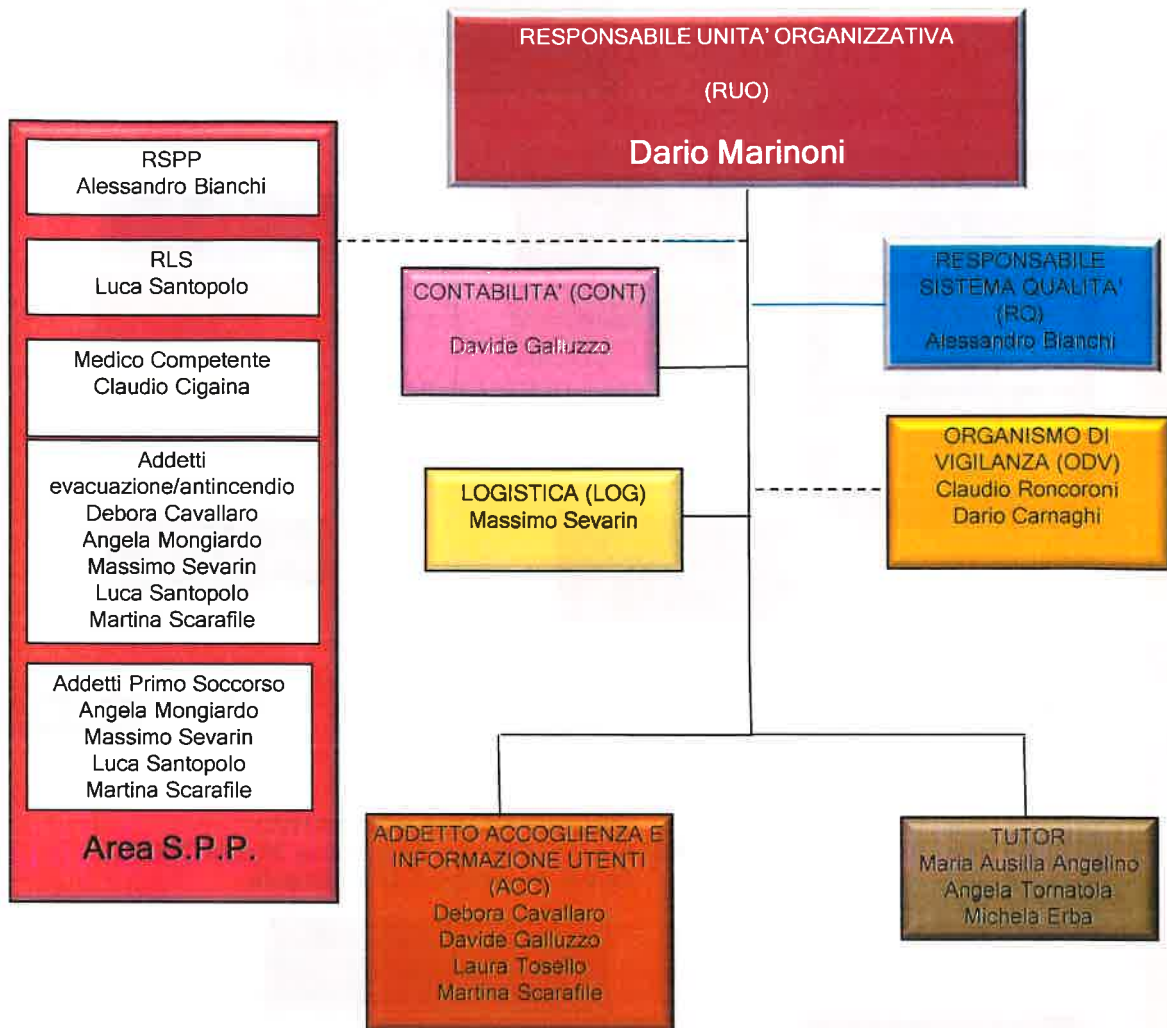 RESPONSABILE UNITA' ORGANIZZATIVA
(RUO)
Dario Marinoni
RSPP
Alessandro Bianchi
RLS
Luca Santopolo
Medico Competente
Claudio Cigaina
Addetti
evacuazione/antincendio
Debora Cavallaro
Angela Mongiardo
Massimo Sevarin
Luca Santopolo
Martina Scarafile
Addetti Primo Soccorso
Angela Mongiardo
Massimo Sevarin
Luca Santopolo
Martina Scarafile
Area S.P.P.
CONTABILITA' (CONT)
Davide Galluzzo
RESPONSABILE
SISTEMA QUALITA'
(RQ)
Alessandro Bianchi
LOGISTICA (LOG)
Massimo Sevarin
ORGANISMO DI
VIGILANZA (ODV)
Claudio Roncoroni
Dario Carnaghi
ADDETTO ACCOGLIENZA E
INFORMAZIONE UTENTI
(ACC)
Debora Cavallaro
Davide Galluzzo
Laura Tosello
Martina Scarafile
TUTOR
Maria Ausilla Angelino
Angela Tornatola
Michela Erba